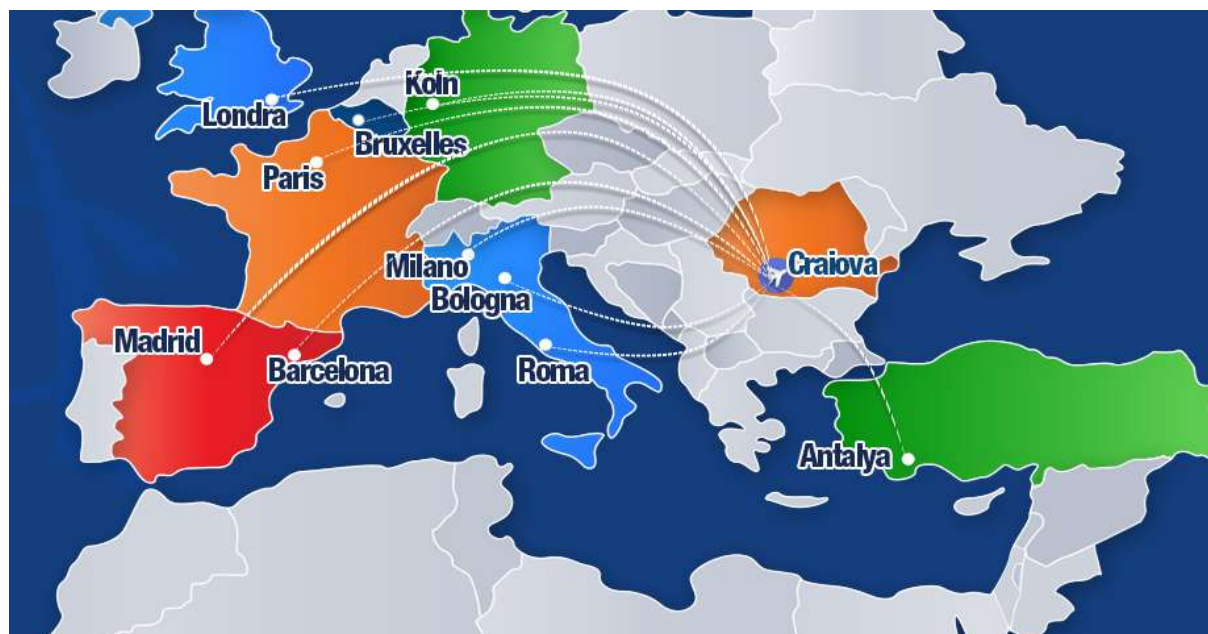 Koln
Londra
Bruxelles
Paris
Craiova
Milano
Bologna
Madrid
Barcelona
Roma
Antalya